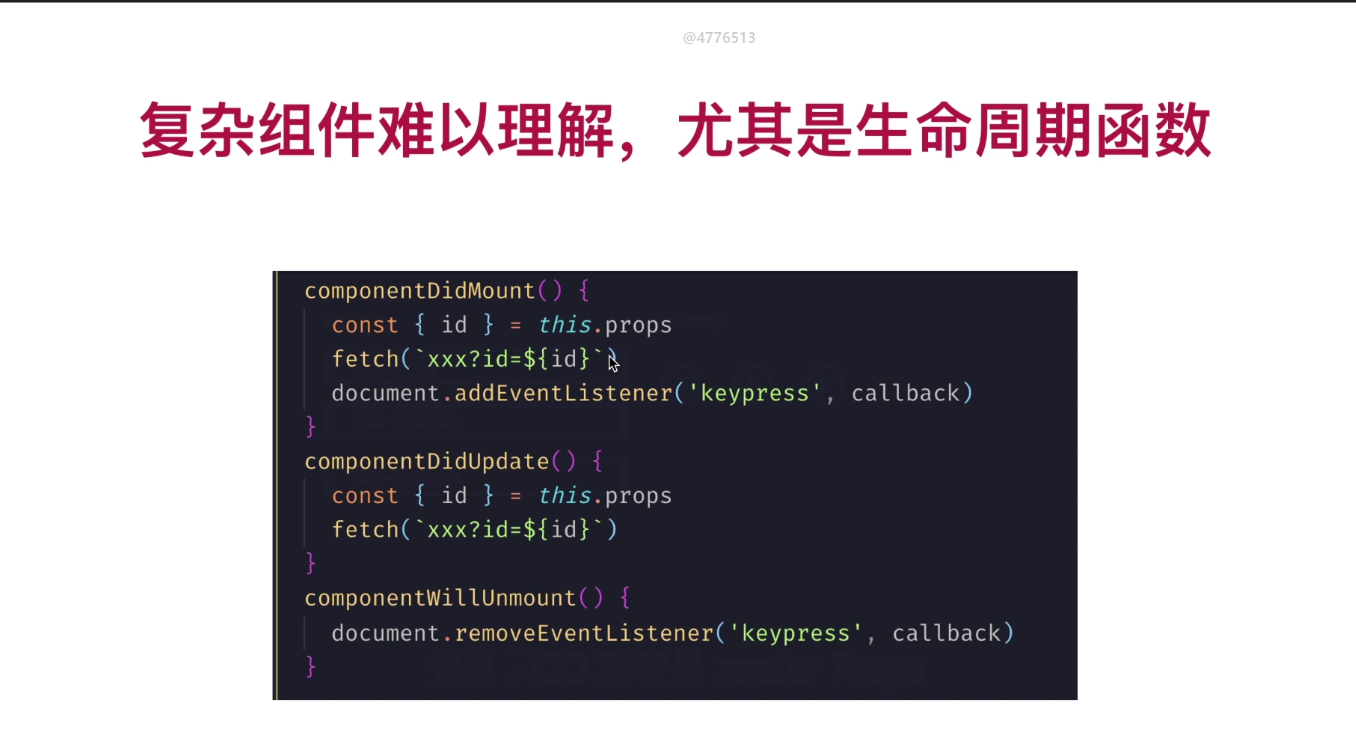 @4776513
复杂组件难以理解，尤其是生命周期函数
componentDidMount() {
const { id } = this.props
fetch(`xxx?id=${id}`)
document.addEventListener('keypress', callback)
}
componentDidUpdate() {
const { id } = this.props
fetch(`xxx?id=${id}`)
}
componentWillUnmount() {
document.removeEventListener('keypress', callback)
}